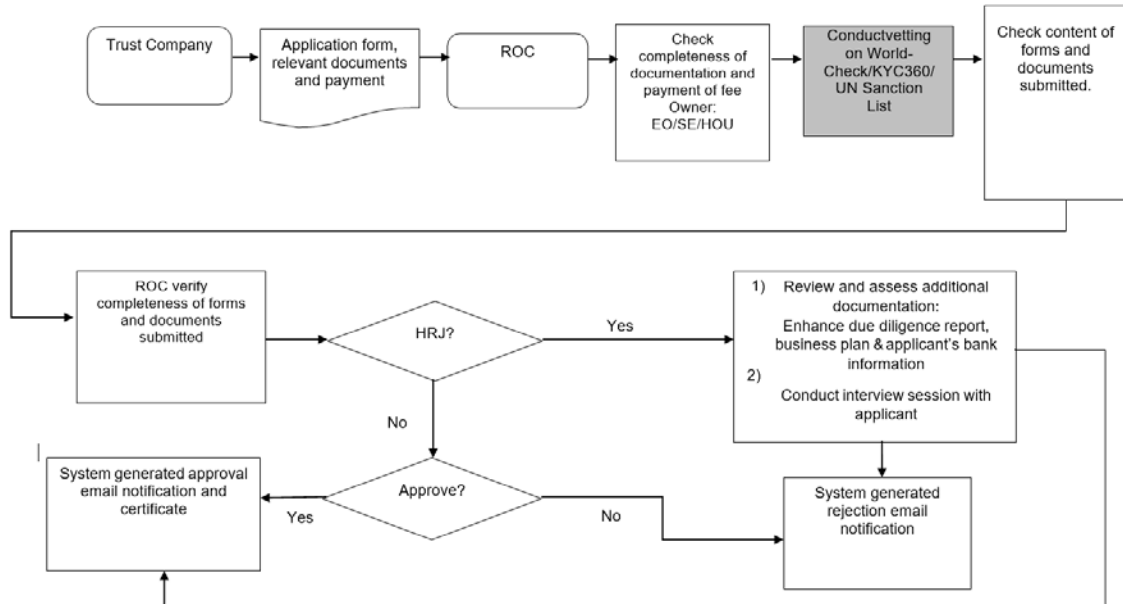 Trust Company
Application form,
relevant documents
and payment
ROC
Check
completeness of
documentation and
payment of fee
Owner:
EO/SE/HOU
Conductvetting
on World-
Check/KYC360/
UN Sanction
List
Check content of
forms and
documents
submitted.
ROC verify
completeness of forms
and documents
submitted
HRJ?
Yes
1) Review and assess additional
documentation:
Enhance due diligence report,
business plan & applicant's bank
information
2)
Conduct interview session with
applicant
No
System generated approval
email notification and
certificate
Yes
Approve?
No
System generated
rejection email
notification